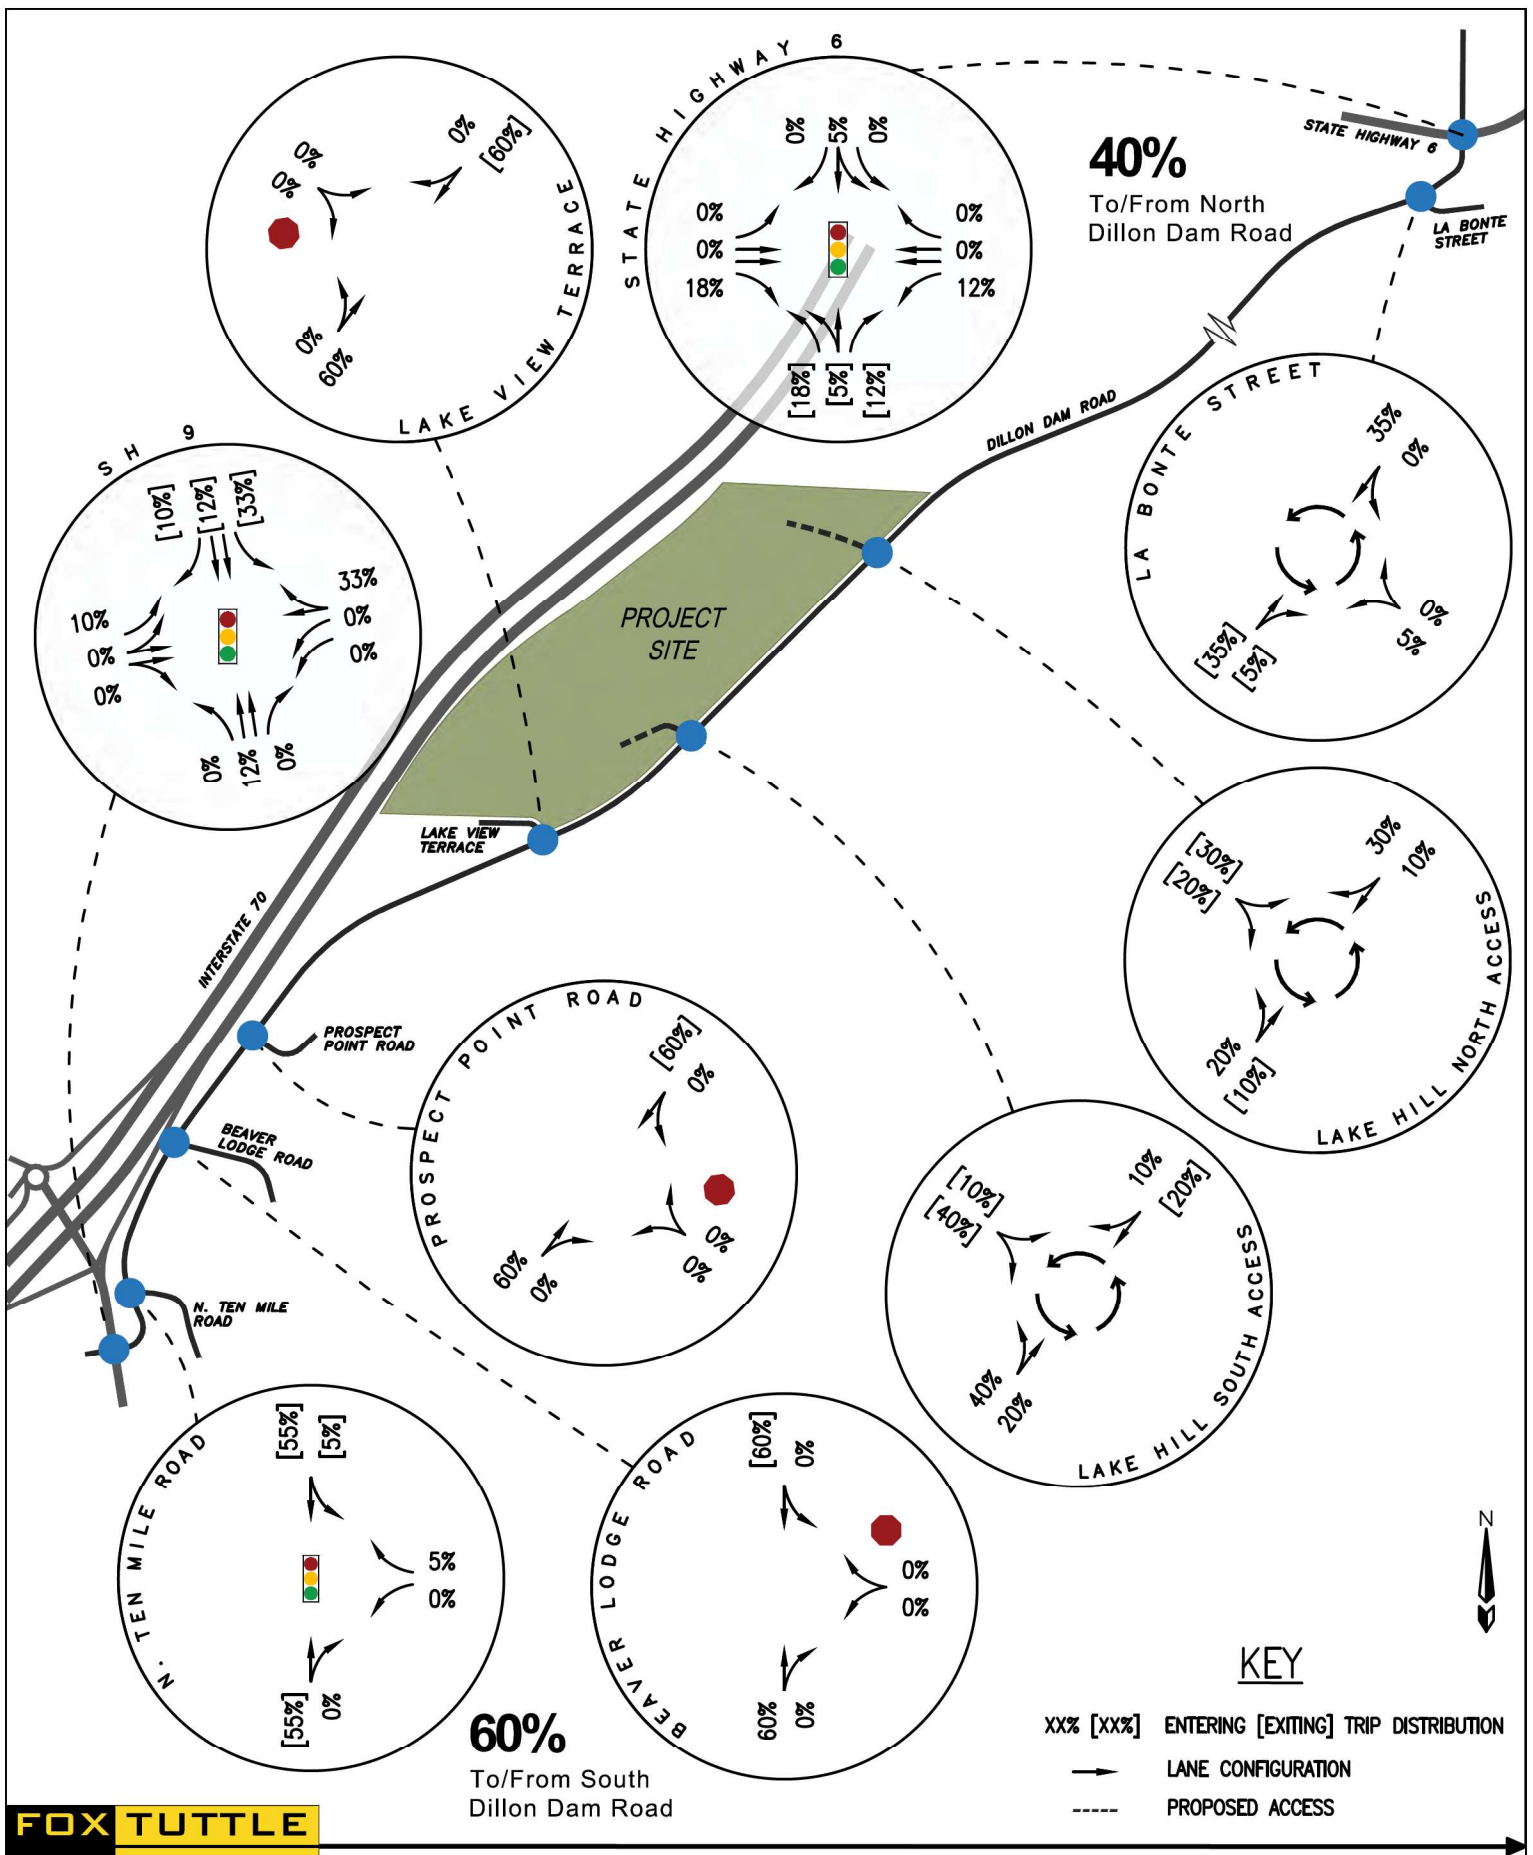 STATE HIGHWAY 6
0%
5%
0%
0%
0%
18%
0%
0%
12%
[18%]
[5%]
[12%]
0%
0%
0%
[60%]
0%
60%
LAKE VIEW TERRACE
40%
To/From North
Dillon Dam Road
STATE HIGHWAY 6
LA BONTE
STREET
DILLON DAM ROAD
LA BONTE STREET
35%
0%
0%
5%
[35%]
[5%]
SH 9
[10%]
[12%]
[33%]
33%
0%
0%
10%
0%
0%
0%
12%
0%
PROJECT
SITE
LAKE VIEW
TERRACE
INTERSTATE 70
[30%]
[20%]
30%
10%
20%
[10%]
LAKE HILL NORTH ACCESS
PROSPECT
POINT ROAD
PROSPECT POINT ROAD
[60%]
0%
0%
0%
60%
0%
BEAVER
LODGE ROAD
[10%]
[40%]
10%
[20%]
40%
20%
LAKE HILL SOUTH ACCESS
N. TEN MILE
ROAD
N. TEN MILE ROAD
[55%]
[5%]
5%
0%
[55%]
0%
BEAVER LODGE ROAD
[60%]
0%
0%
0%
60%
0%
60%
To/From South
Dillon Dam Road
N
KEY
XX% [XX%] ENTERING [EXITING] TRIP DISTRIBUTION
LANE CONFIGURATION
PROPOSED ACCESS
FOX TUTTLE